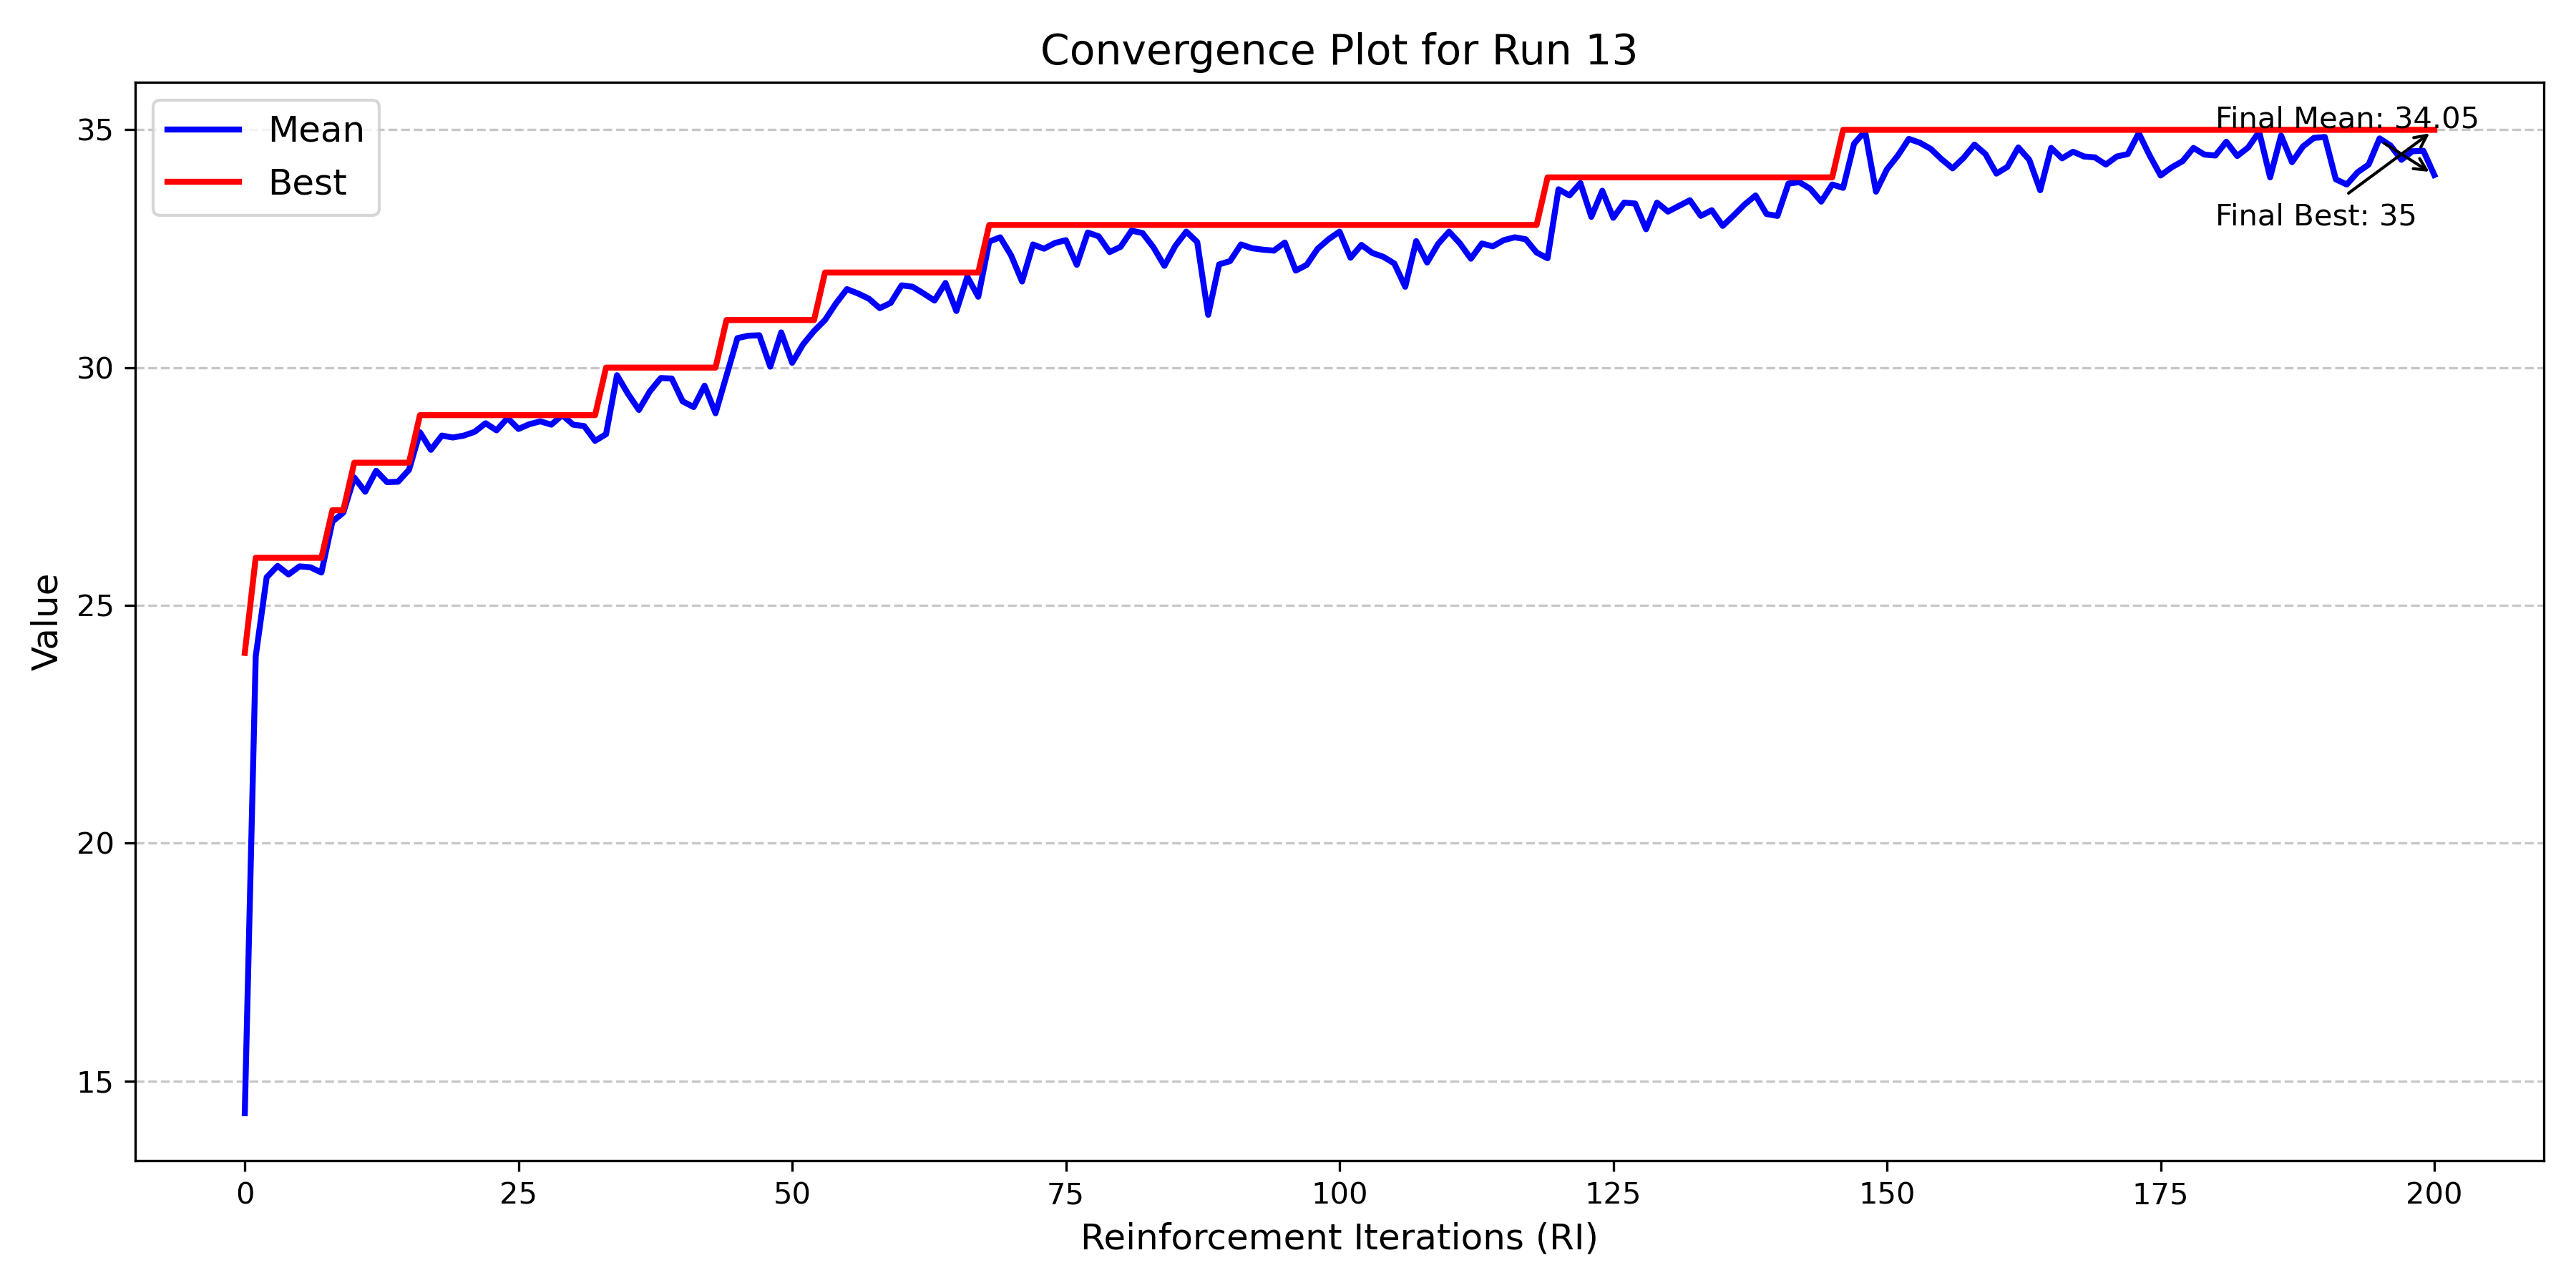 Convergence Plot for Run 13
Mean
Best
Final Mean: 34.05
Final Best: 35
Value
35
30
25
20
15
0 25 50 75 100 125 150 175 200
Reinforcement Iterations (RI)